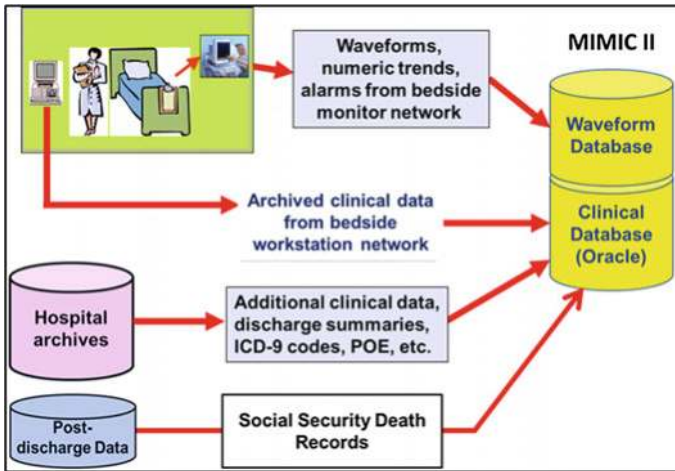 Waveforms,
numeric trends,
alarms from bedside
monitor network
MIMIC II
Waveform
Database
Archived clinical data
from bedside
workstation network
Clinical
Database
(Oracle)
Hospital
archives
Additional clinical data,
discharge summaries,
ICD-9 codes, POE, etc.
Post-
discharge Data
Social Security Death
Records